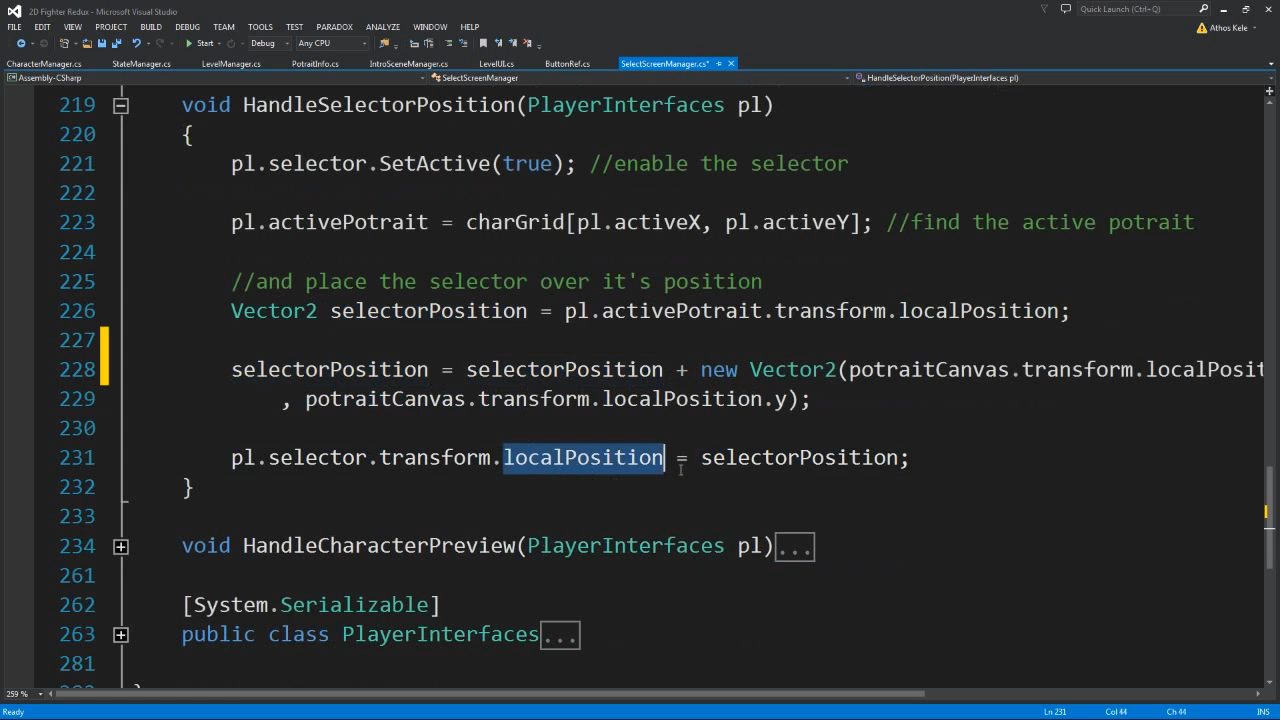 2D Fighter Redux - Microsoft Visual Studio
Quick Launch (Ctrl+Q)
FILE EDIT VIEW PROJECT BUILD DEBUG TEAM TOOLS TEST PARADOX ANALYZE WINDOW HELP
Athos Kele
Start Debug Any CPU
CharacterManager.cs StateManager.cs LevelManager.cs PotraitInfo.cs IntroSceneManager.cs LevelUI.cs ButtonRef.cs SelectScreenManager.cs*
Assembly-CSharp SelectScreenManager HandleSelectorPosition(PlayerInterfaces pl)
219 void HandleSelectorPosition(PlayerInterfaces pl)
220 {
221 pl.selector.SetActive(true); //enable the selector
222
223 pl.activePotrait = charGrid[pl.activeX, pl.activeY]; //find the active potrait
224
225 //and place the selector over it's position
226 Vector2 selectorPosition = pl.activePotrait.transform.localPosition;
227
228 selectorPosition = selectorPosition + new Vector2(potraitCanvas.transform.localPosit
229 , potraitCanvas.transform.localPosition.y);
230
231 pl.selector.transform.localPosition = selectorPosition;
232 }
233
234 void HandleCharacterPreview(PlayerInterfaces pl)...
261
262 [System.Serializable]
263 public class PlayerInterfaces...
281
259 %
Ready Ln 231 Col 44 Ch 44 INS